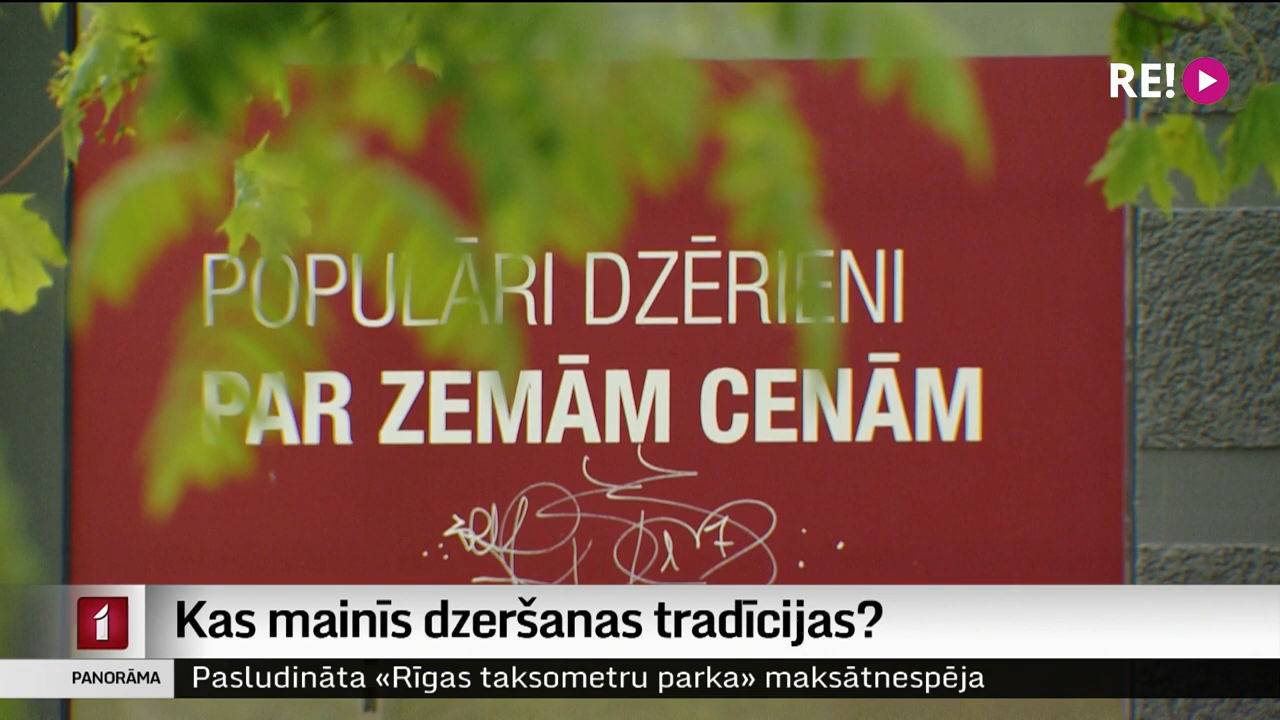 RE!
POPULĀRI DZĒRIENI
PAR ZEMĀM CENĀM
1
Kas mainīs dzeršanas tradīcijas?
PANORĀMA
Pasludināta «Rīgas taksometru parka» maksātnespēja